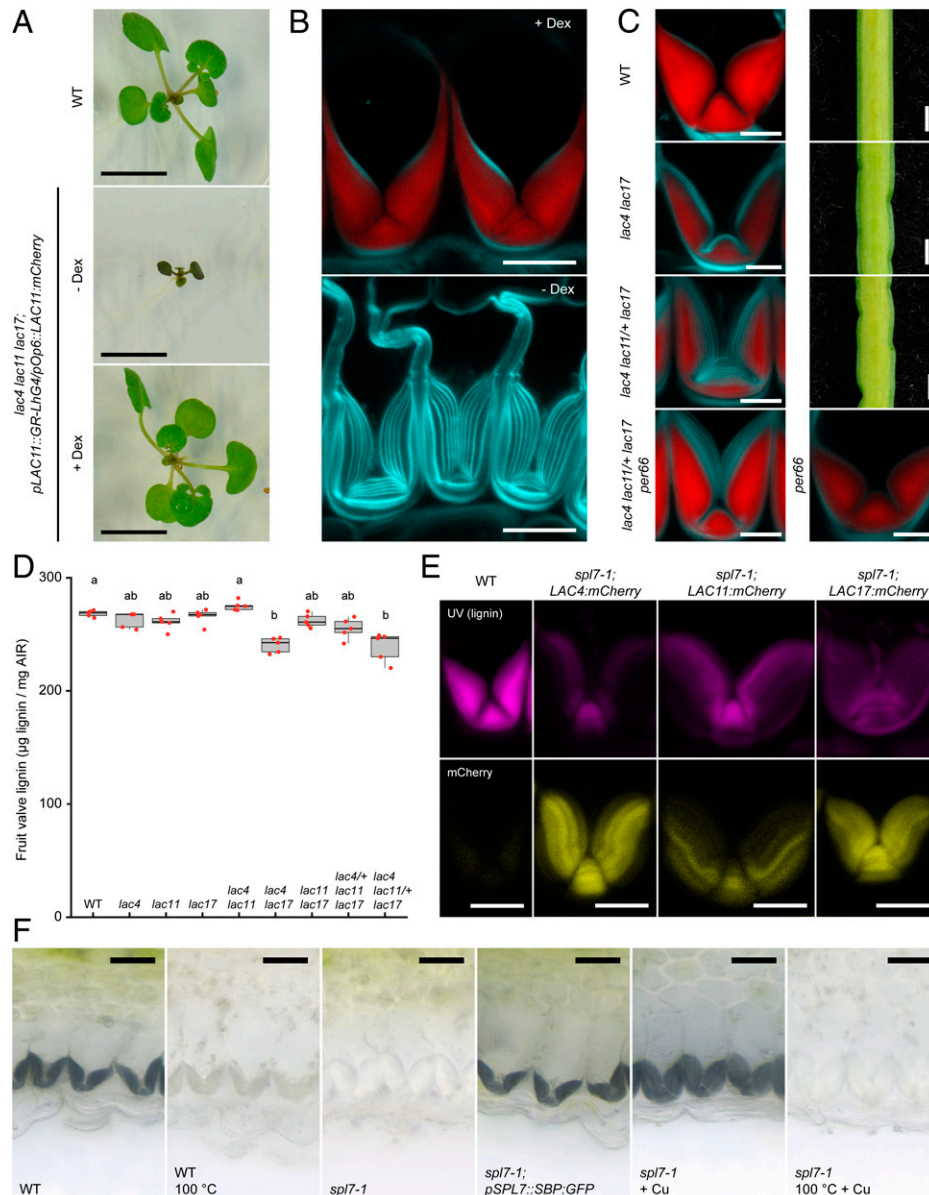 A
WT
- Dex
+ Dex
lac4 lac11 lac17;
pLAC11::GR-LhG4/pOp6::LAC11:mCherry
B
+ Dex
- Dex
C
WT
lac4 lac17
lac4 lac11/+ lac17
lac4 lac11/+ lac17
per66
per66
D
Fruit valve lignin (µg lignin / mg AIR)
300
200
100
0
a
ab
ab
ab
a
b
ab
ab
b
WT
lac4
lac11
lac17
lac4
lac11
lac4
lac17
lac11
lac17
lac4/+
lac11
lac17
lac4
lac11/+
lac17
E
WT
spl7-1;
LAC4:mCherry
spl7-1;
LAC11:mCherry
spl7-1;
LAC17:mCherry
UV (lignin)
mCherry
F
WT
WT
100 °C
spl7-1
spl7-1;
pSPL7::SBP:GFP
spl7-1
+ Cu
spl7-1
100 °C + Cu